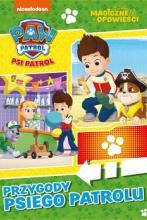 nickelodeon
MAGICZNE
OPOWIEŚCI
PAW
PATROL
PSI PATROL
PRZYGODY
PSIEGO PATROLU